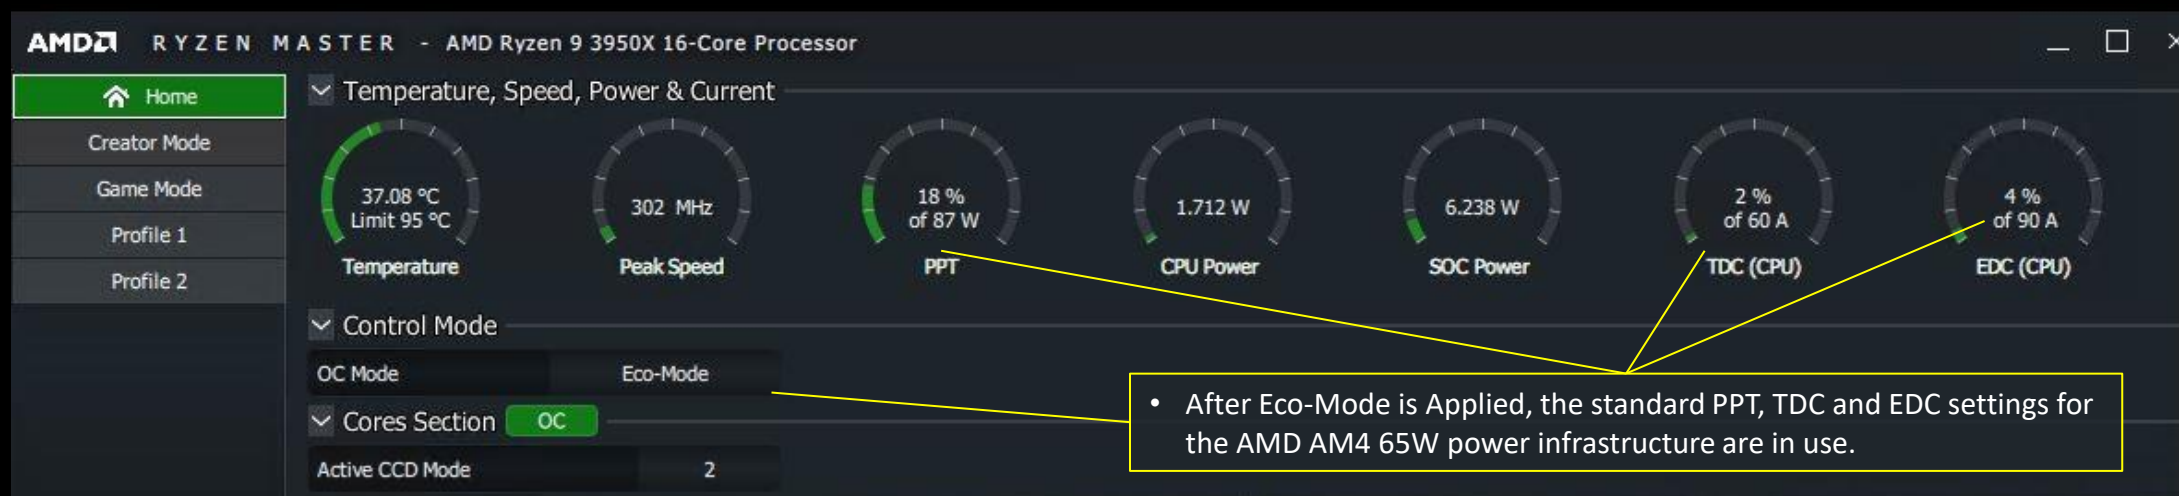 AMD RYZEN MASTER - AMD Ryzen 9 3950X 16-Core Processor
Home
Creator Mode
Game Mode
Profile 1
Profile 2
Temperature, Speed, Power & Current
37.08 °C
Limit 95 °C
Temperature
302 MHz
Peak Speed
18 %
of 87 W
PPT
1.712 W
CPU Power
6.238 W
SOC Power
2 %
of 60 A
TDC (CPU)
4 %
of 90 A
EDC (CPU)
Control Mode
OC Mode Eco-Mode
Cores Section OC
Active CCD Mode 2
• After Eco-Mode is Applied, the standard PPT, TDC and EDC settings for
the AMD AM4 65W power infrastructure are in use.